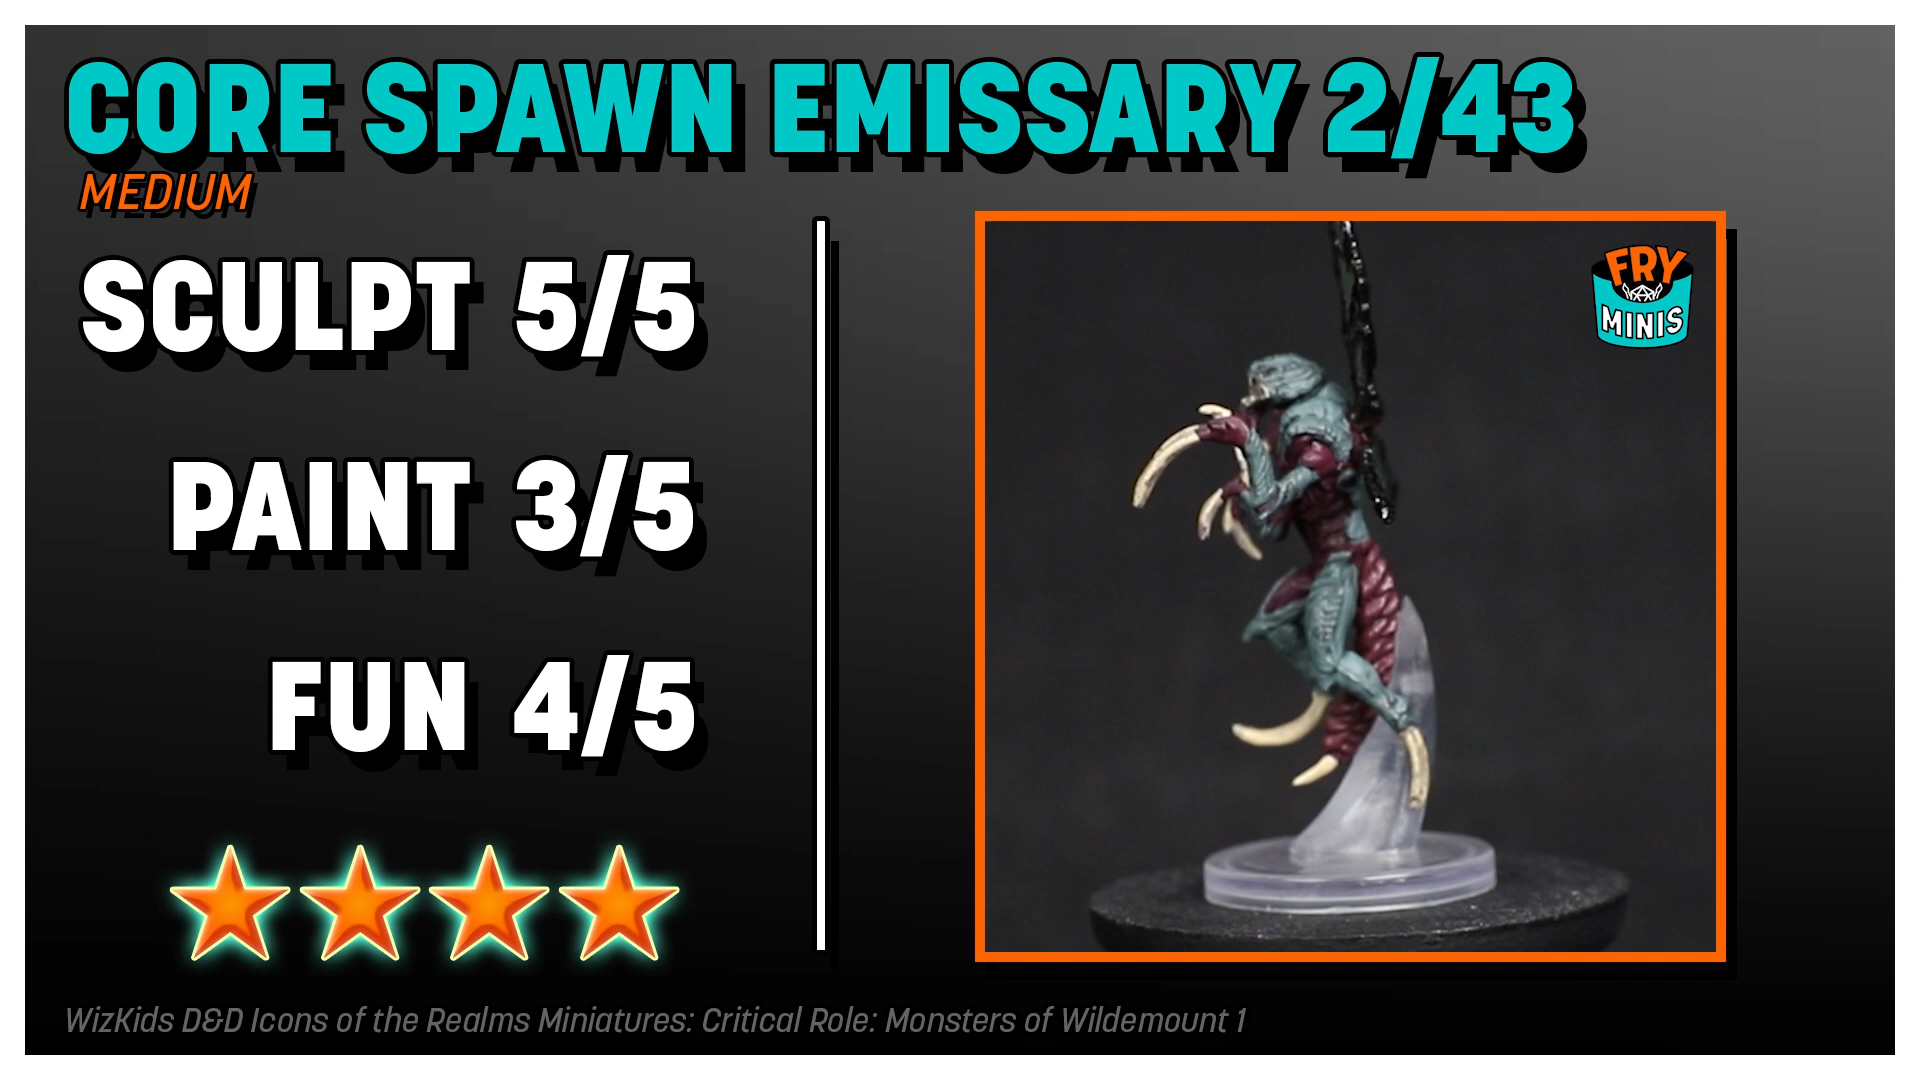 CORE SPAWN EMISSARY 2/43
MEDIUM
SCULPT 5/5
PAINT 3/5
FUN 4/5
FRY
MINIS
WizKids D&D Icons of the Realms Miniatures: Critical Role: Monsters of Wildemount 1